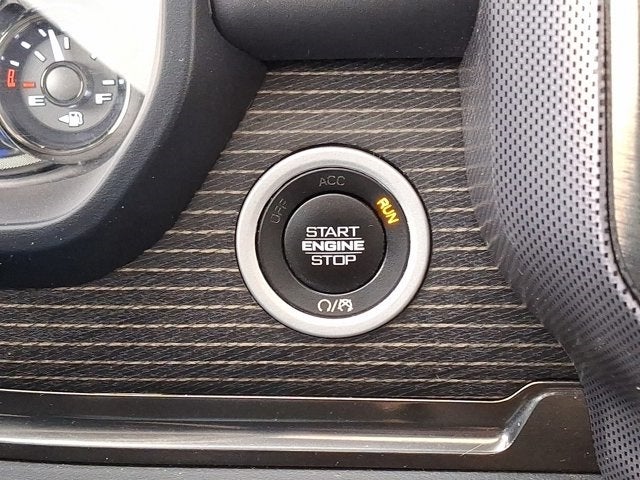 E
F
OFF
ACC
RUN
START
ENGINE
STOP